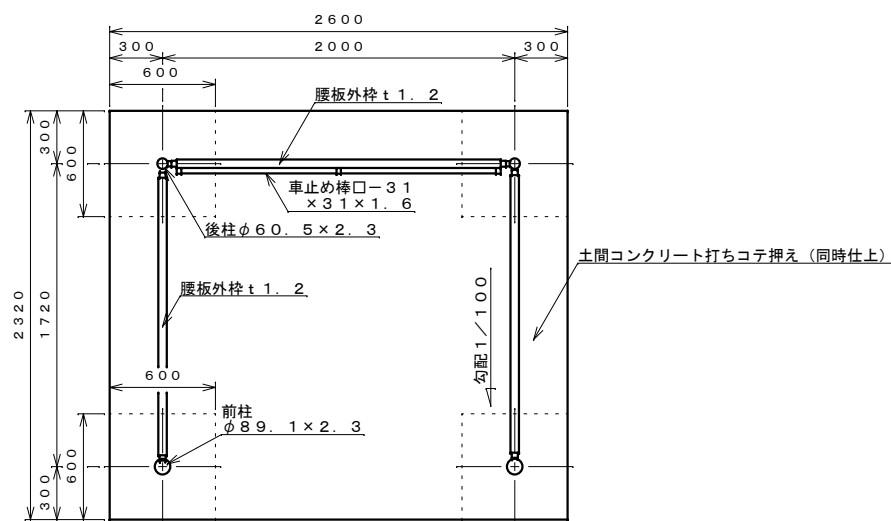 2600
300
2000
300
600
腰板外枠t1.2
300
600
車止め棒口-31
×31×1.6
後柱φ60.5×2.3
土間コンクリート打ちコテ押え(同時仕上)
腰板外枠t1.2
2320
1720
勾配1/100
600
前柱
φ89.1×2.3
600
300